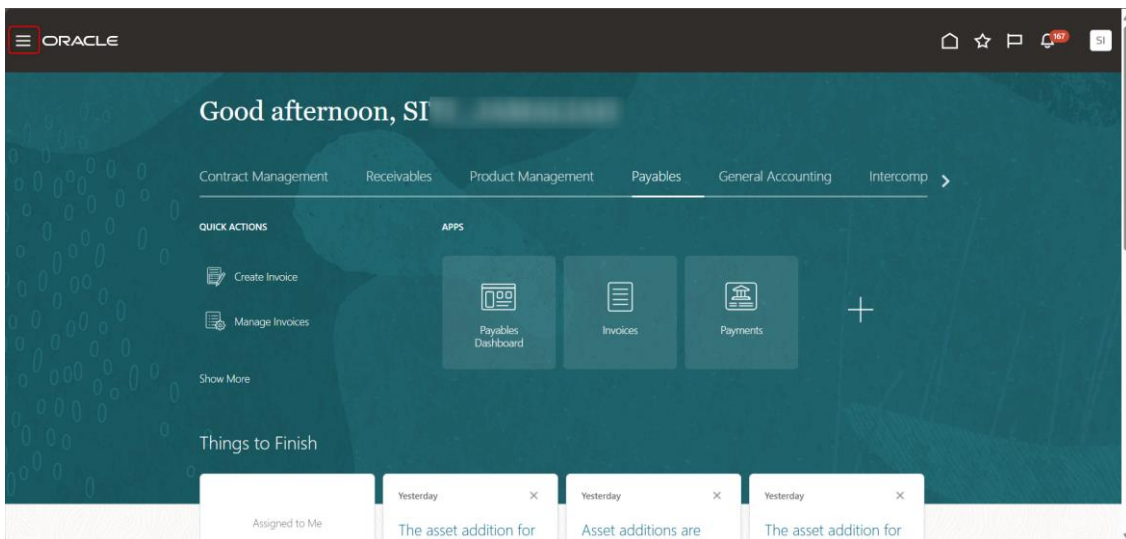 ORACLE
167
SI
Good afternoon, SI
Contract Management Receivables Product Management Payables General Accounting Intercomp
QUICK ACTIONS
APPS
Create Invoice
Manage Invoices
Payables
Dashboard
Invoices
Payments
Show More
Things to Finish
Assigned to Me
Yesterday
The asset addition for
Yesterday
Asset additions are
Yesterday
The asset addition for